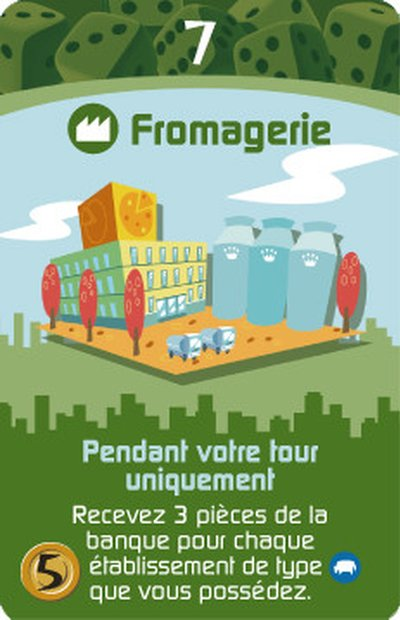 7
Fromagerie
Pendant votre tour
uniquement
Recevez 3 pièces de la
banque pour chaque
établissement de type
que vous possédez.
5